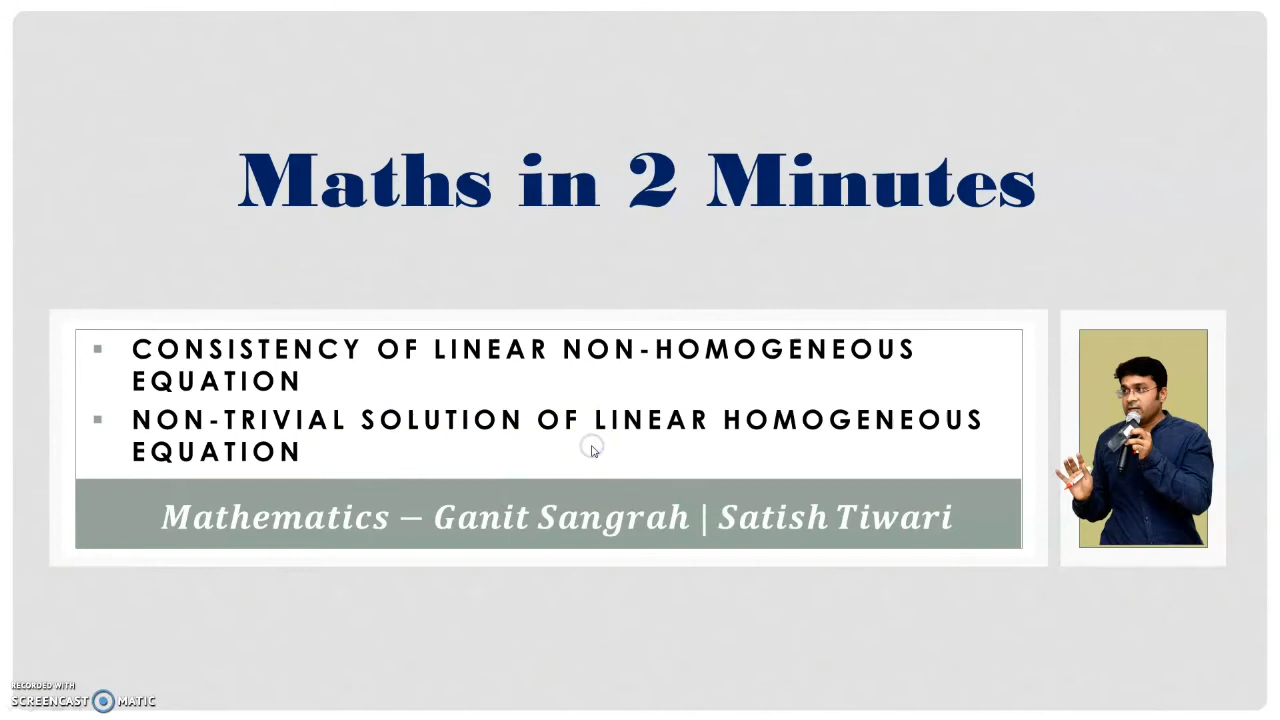 Maths in 2 Minutes
▪ CONSISTENCY OF LINEAR NON-HOMOGENEOUS
EQUATION
▪ NON-TRIVIAL SOLUTION OF LINEAR HOMOGENEOUS
EQUATION
Mathematics – Ganit Sangrah | Satish Tiwari
RECORDED WITH
SCREENCAST MATIC